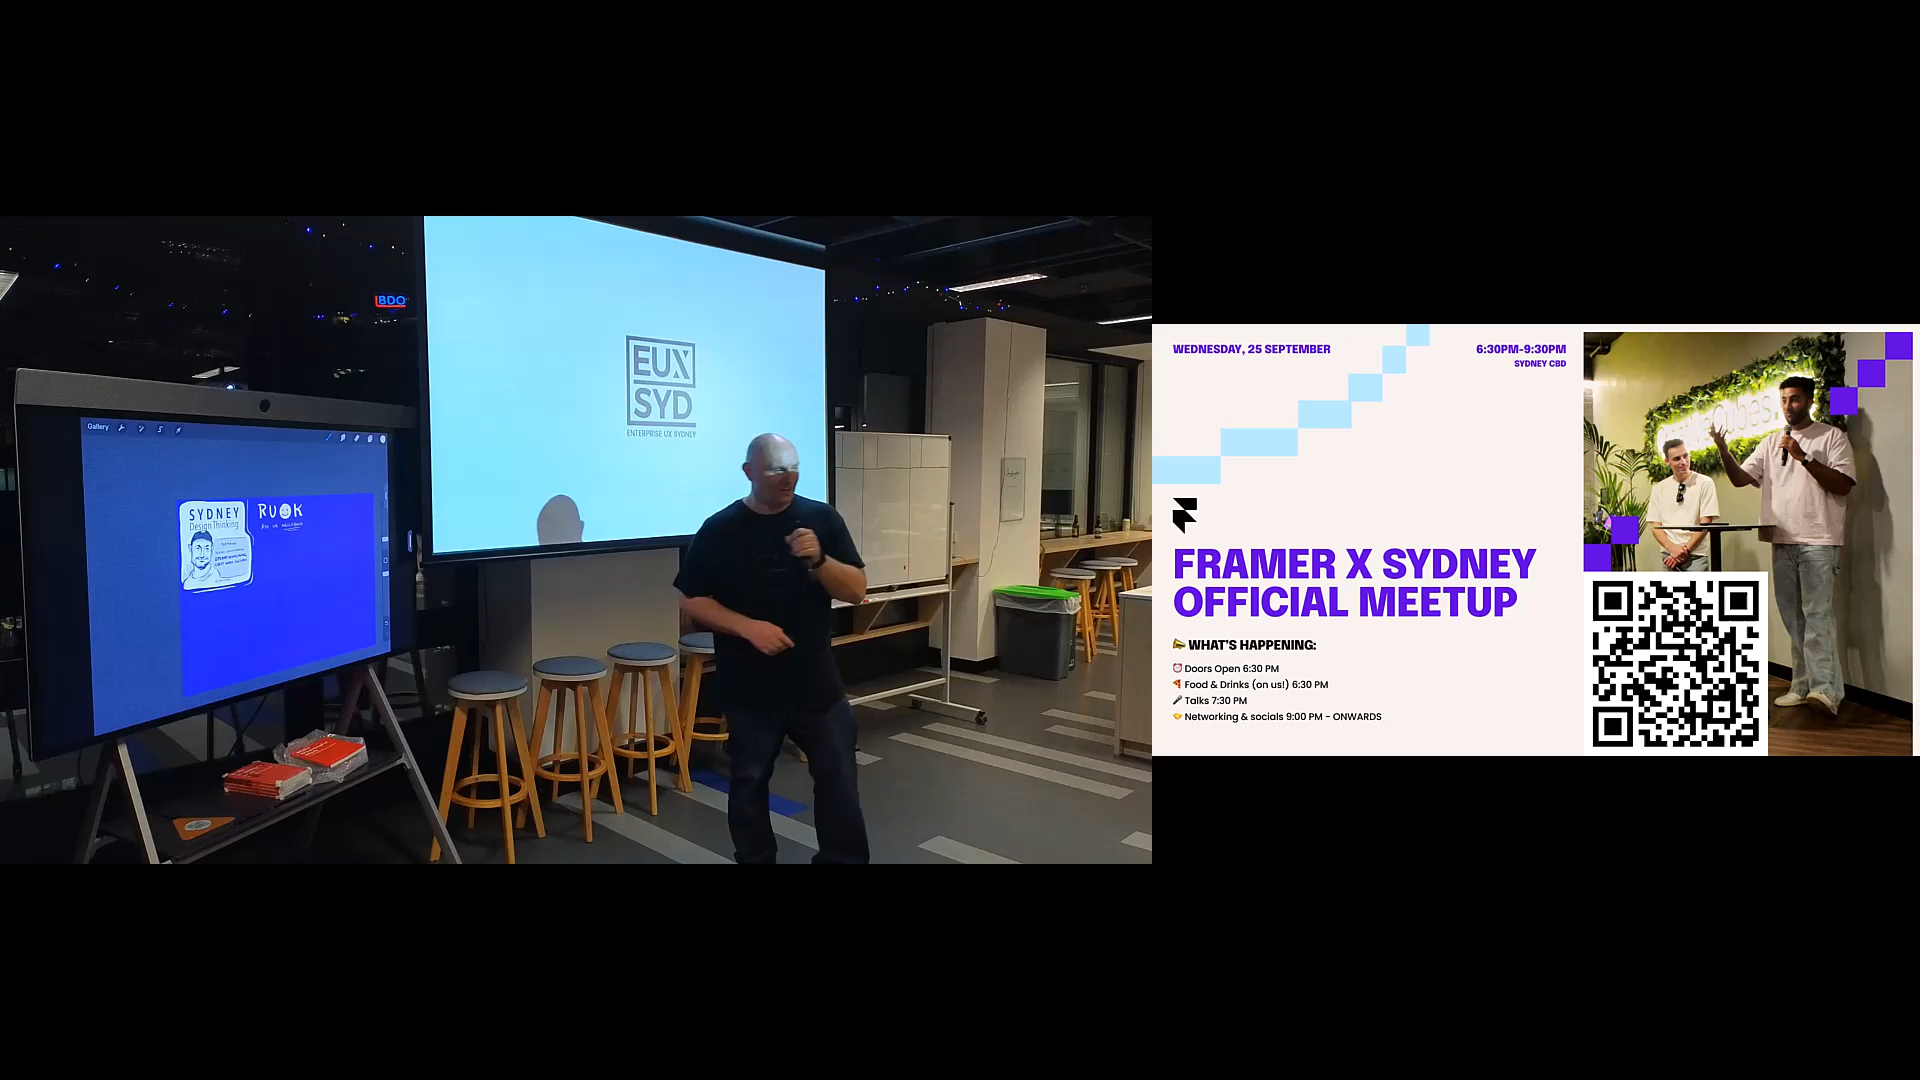 BDO
EUX
SYD
ENTERPRISE UX SYDNEY
Gallery
SYDNEY
Design Thinking
RU OK
WEDNESDAY, 25 SEPTEMBER
6:30PM-9:30PM
SYDNEY CBD
FRAMER X SYDNEY
OFFICIAL MEETUP
📣 WHAT'S HAPPENING:
⏰ Doors Open 6:30 PM
🍕 Food & Drinks (on us!) 6:30 PM
🎤 Talks 7:30 PM
🤝 Networking & socials 9:00 PM - ONWARDS